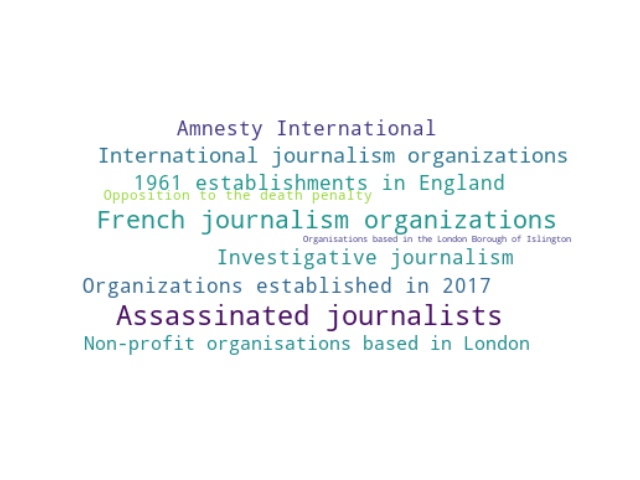 Amnesty International
International journalism organizations
1961 establishments in England
Opposition to the death penalty
French journalism organizations
Organisations based in the London Borough of Islington
Investigative journalism
Organizations established in 2017
Assassinated journalists
Non-profit organisations based in London